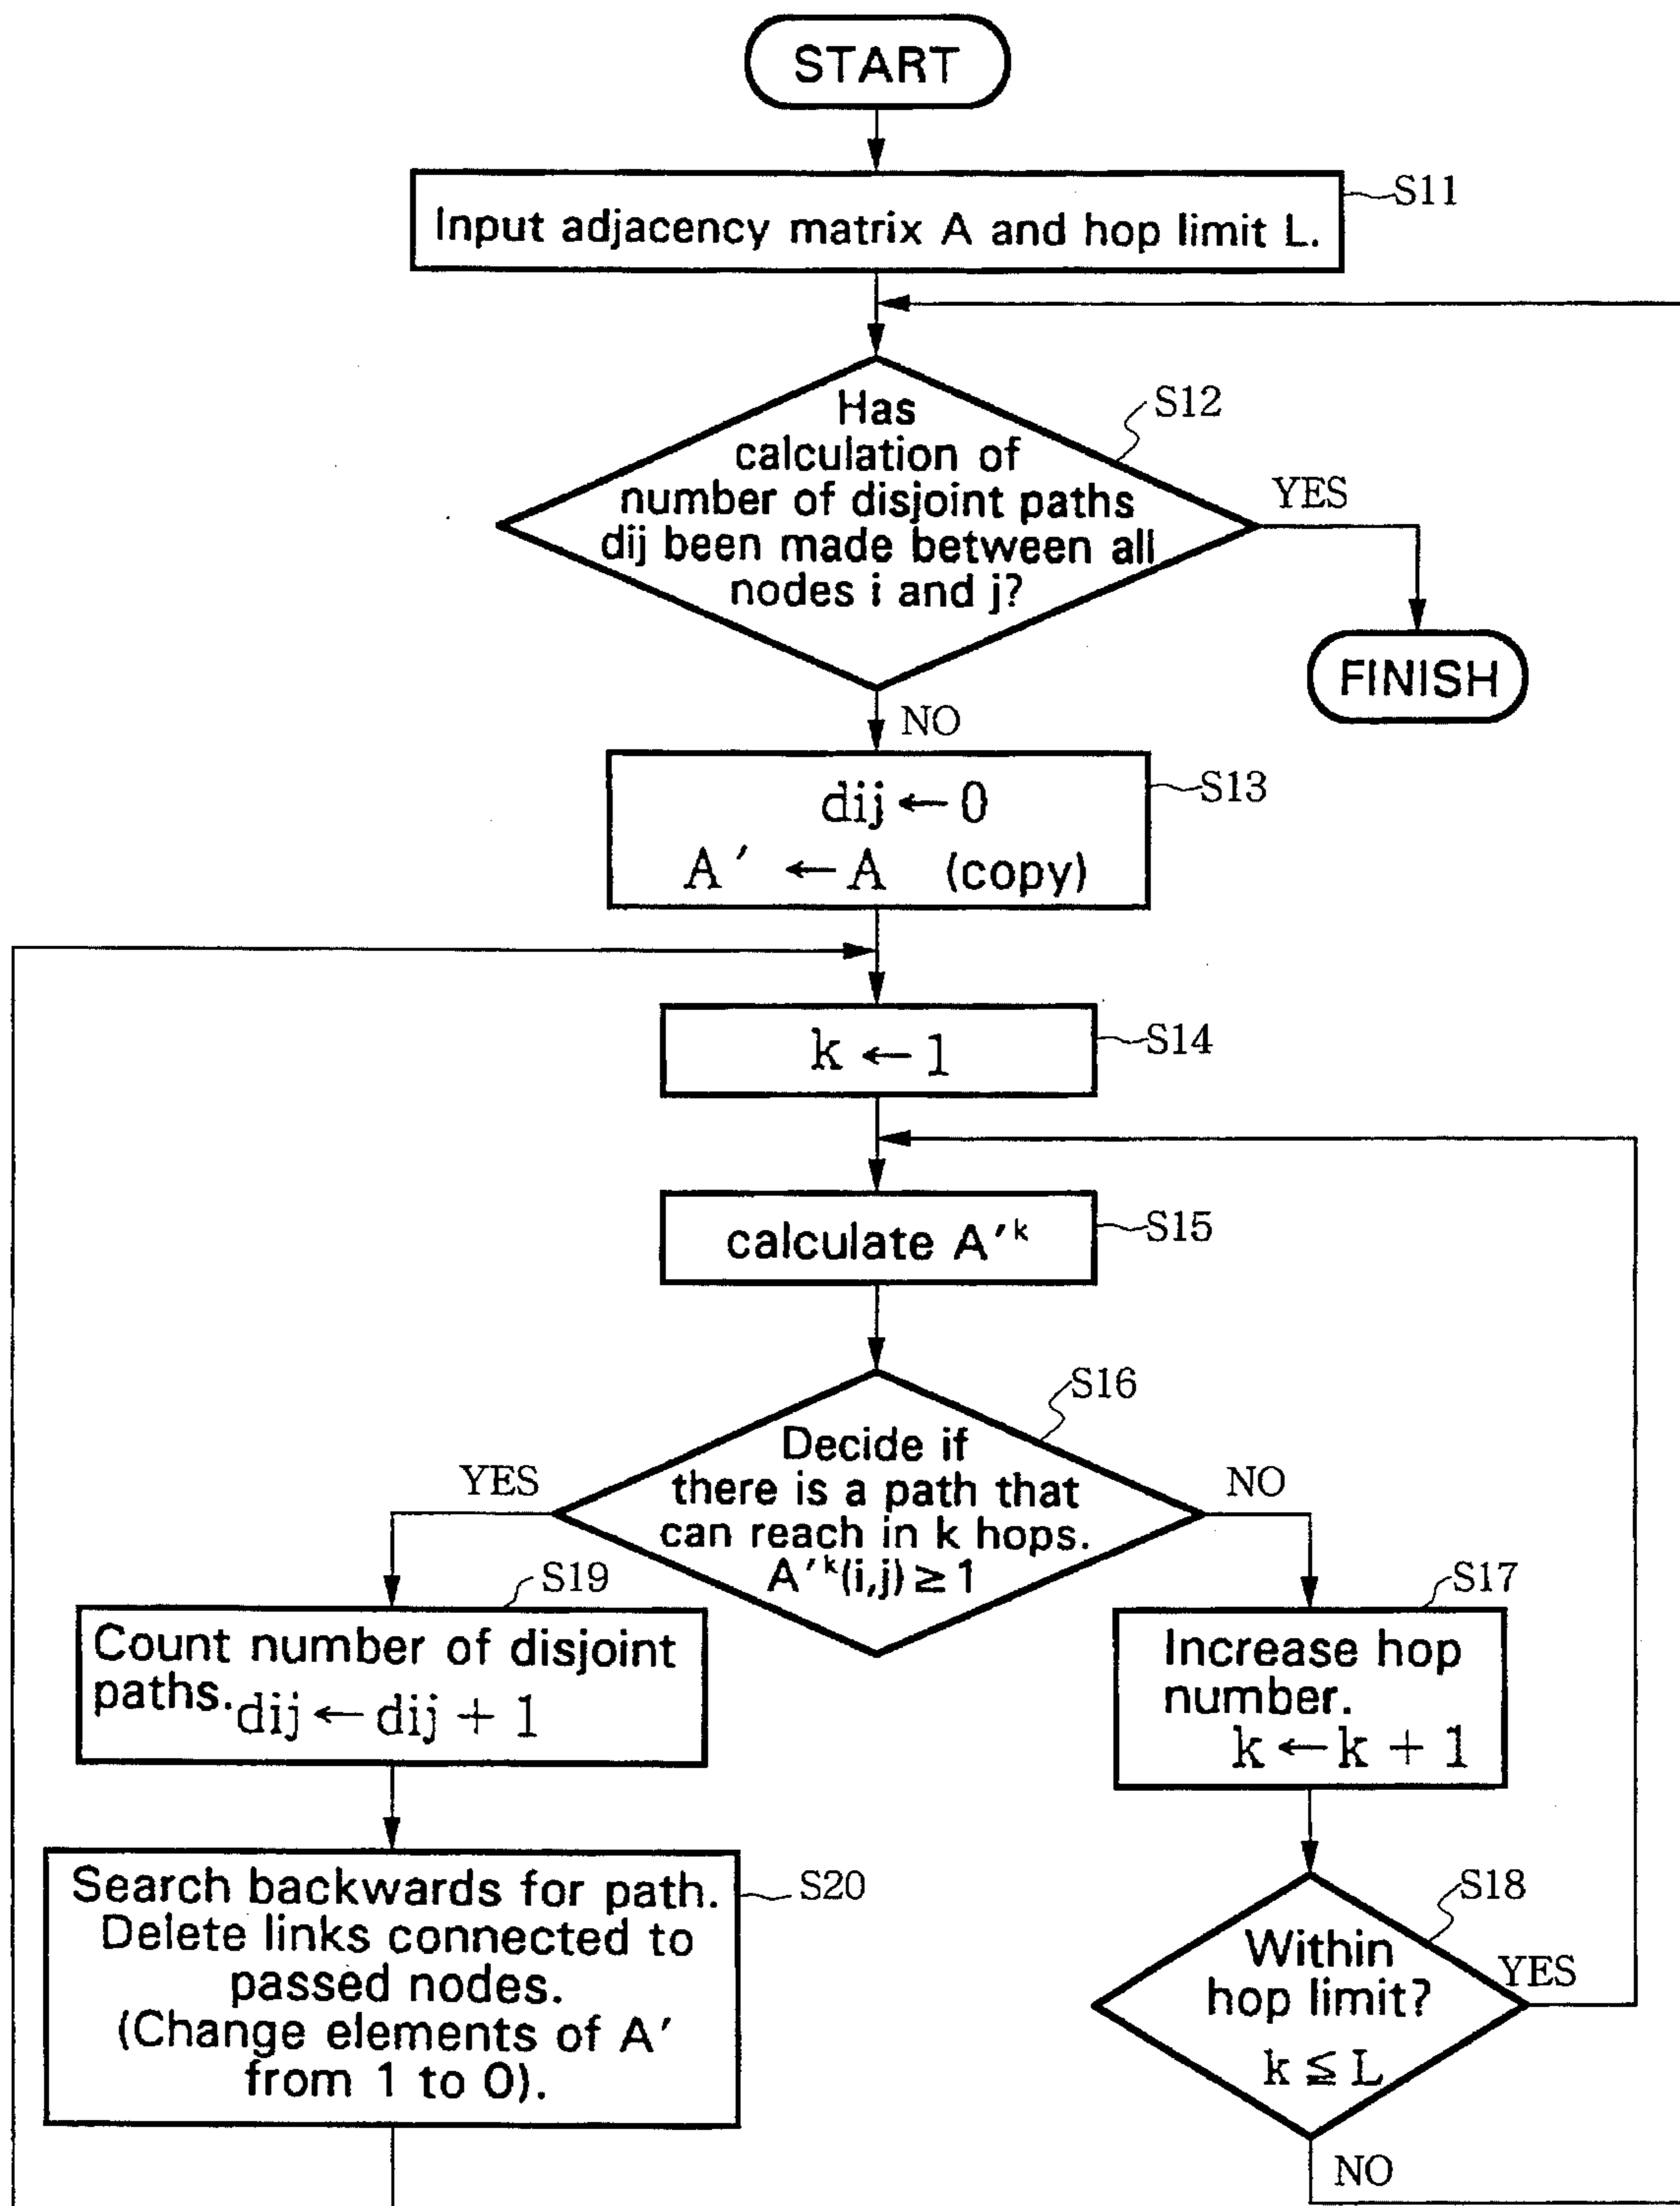 START
S11
Input adjacency matrix A and hop limit L.
S12
Has
calculation of
number of disjoint paths
dij been made between all
nodes i and j?
YES
FINISH
NO
S13
dij ← 0
A′ ← A (copy)
k ← 1
S14
calculate A′ᵏ
S15
S16
Decide if
there is a path that
can reach in k hops.
A′ᵏ(i,j) ≥ 1
YES
NO
S19
Count number of disjoint
paths. dij ← dij + 1
S17
Increase hop
number.
k ← k + 1
Search backwards for path.
Delete links connected to
passed nodes.
(Change elements of A′
from 1 to 0).
S20
S18
Within
hop limit?
k ≦ L
YES
NO